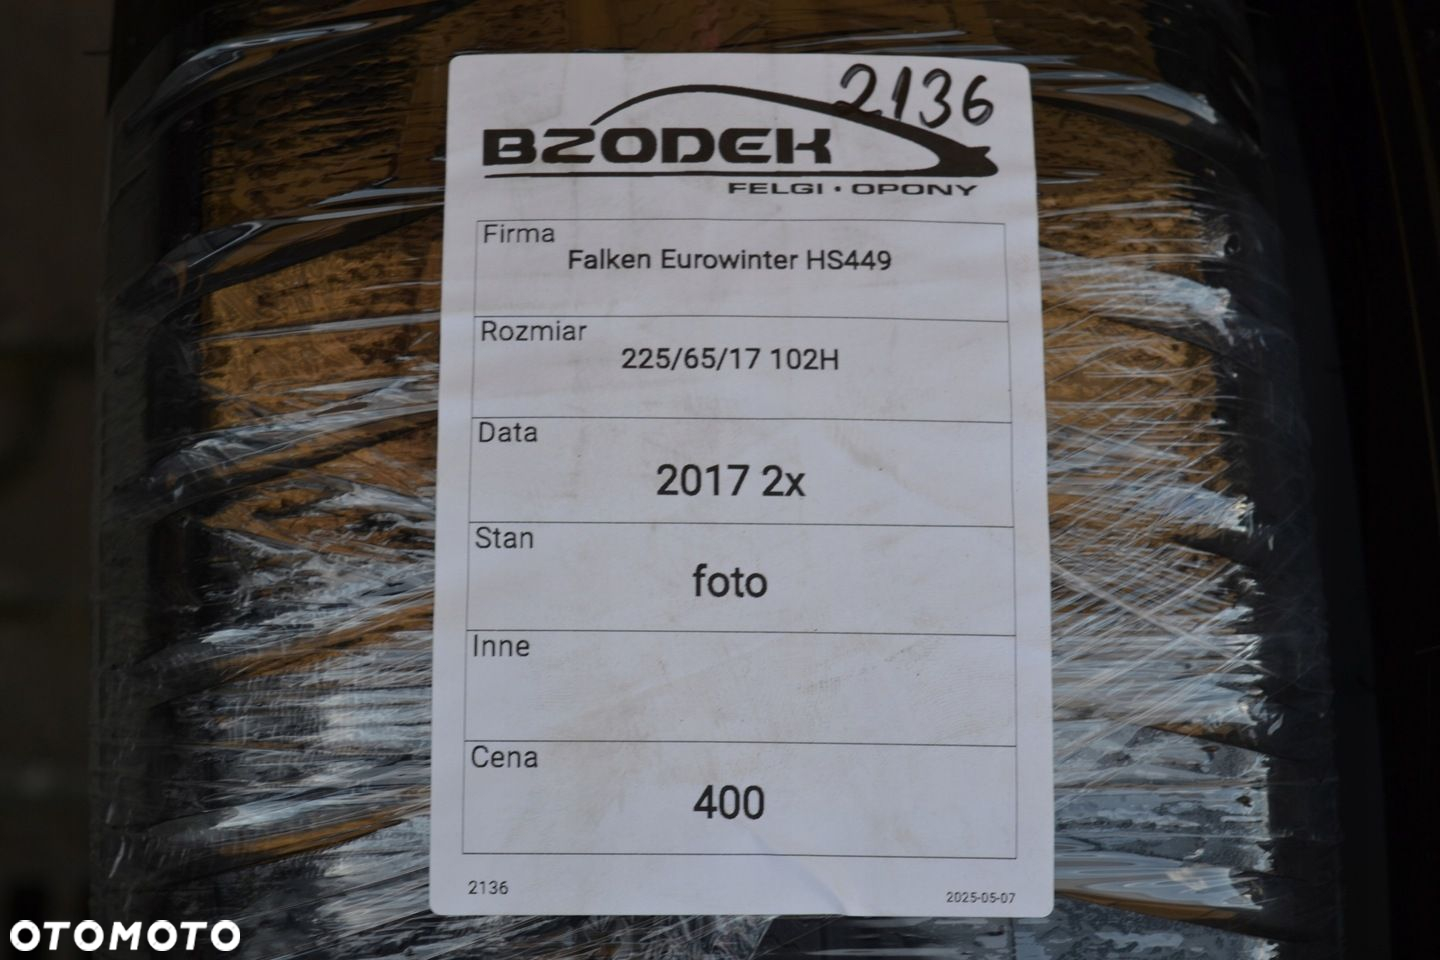 2136
BZODEK
FELGI · OPONY
Firma
Falken Eurowinter HS449
Rozmiar
225/65/17 102H
Data
2017 2x
Stan
foto
Inne
Cena
400
2136
2025-05-07
OTOMOTO